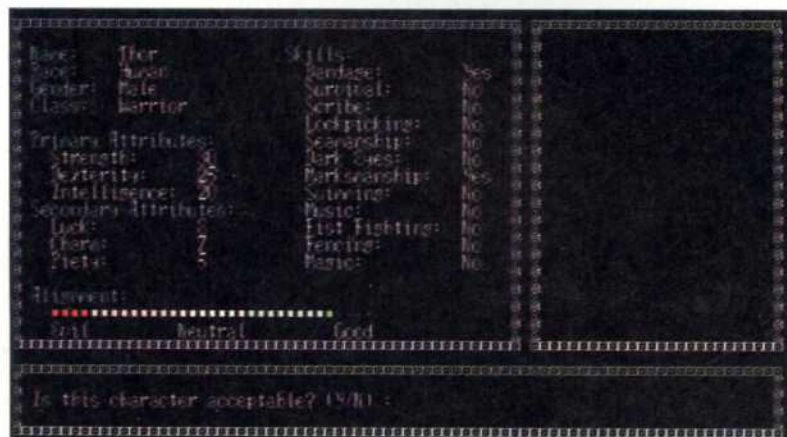 Name: Thor
Race: Human
Gender: Male
Class: Warrior
Primary Attributes:
Strength:
Dexterity: 25
Intelligence: 20
Secondary Attributes:
Luck:
Charm: 7
Piety:
Alignment:
Evil Neutral Good
Skills:
Bandage: Yes
Survival: No
Scribe: No
Lockpicking: No
Seamanship: No
Dark Eyes: No
Marksmanship: Yes
Swimming: No
Music: No
Fist Fighting: No
Fencing: No
Magic: No
Is this character acceptable? (Y/N) :